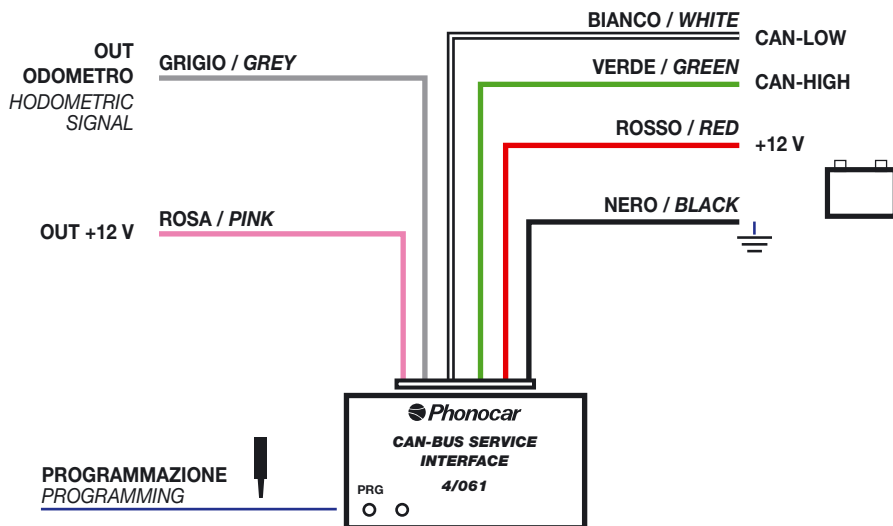 BIANCO / WHITE
CAN-LOW
OUT
ODOMETRO
HODOMETRIC
SIGNAL
GRIGIO / GREY
VERDE / GREEN
CAN-HIGH
ROSSO / RED
+12 V
OUT +12 V
ROSA / PINK
NERO / BLACK
Phonocar
CAN-BUS SERVICE
INTERFACE
4/061
PROGRAMMAZIONE
PROGRAMMING
PRG